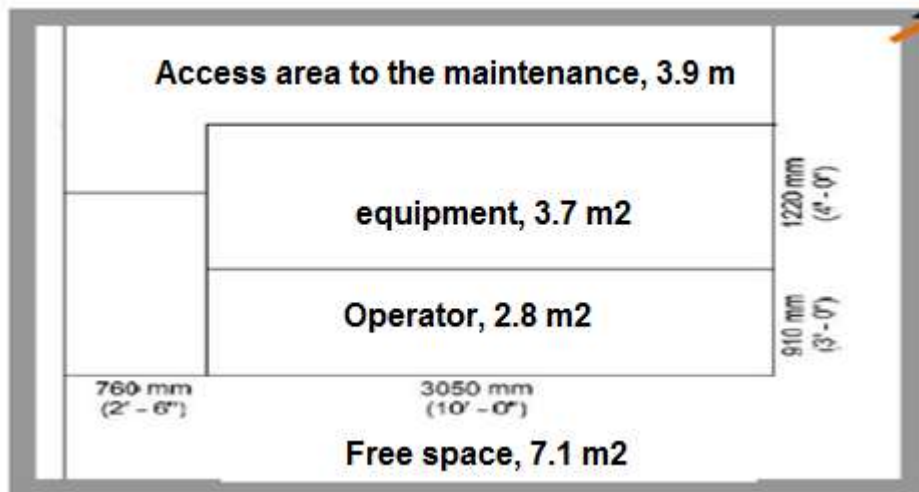 Access area to the maintenance, 3.9 m
equipment, 3.7 m2
1220 mm
(4' - 0")
Operator, 2.8 m2
910 mm
(3' - 0")
760 mm
(2' - 6")
3050 mm
(10' - 0")
Free space, 7.1 m2